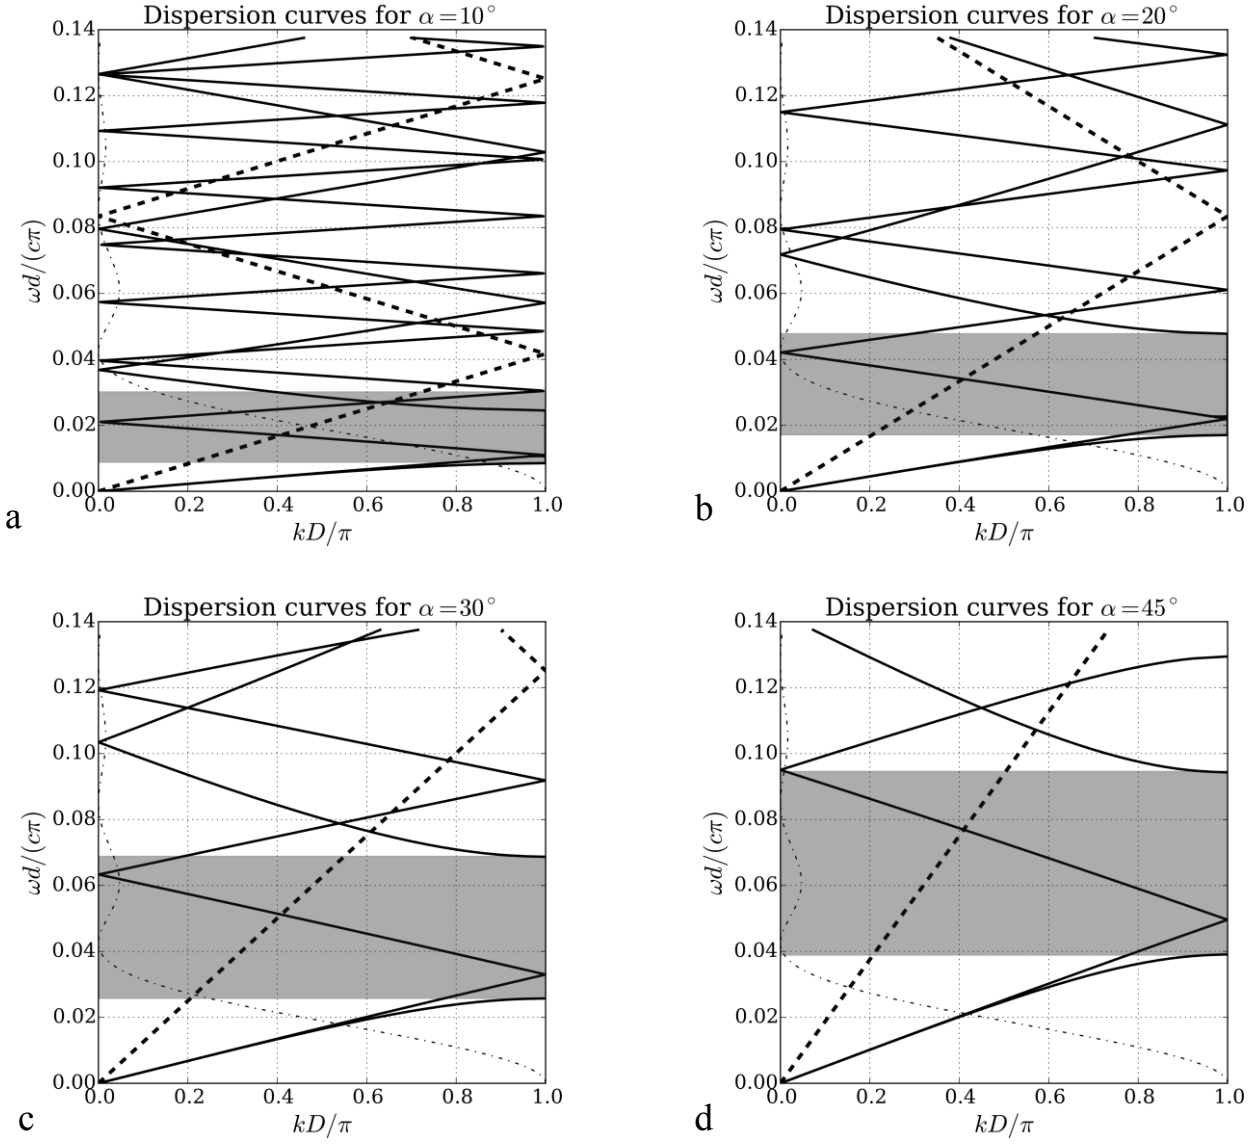 Dispersion curves for α=10°
0.14
0.12
0.10
0.08
0.06
0.04
0.02
0.00
ωd/(cπ)
0.0 0.2 0.4 0.6 0.8 1.0
kD/π
a
Dispersion curves for α=20°
0.14
0.12
0.10
0.08
0.06
0.04
0.02
0.00
ωd/(cπ)
0.0 0.2 0.4 0.6 0.8 1.0
kD/π
b
Dispersion curves for α=30°
0.14
0.12
0.10
0.08
0.06
0.04
0.02
0.00
ωd/(cπ)
0.0 0.2 0.4 0.6 0.8 1.0
kD/π
c
Dispersion curves for α=45°
0.14
0.12
0.10
0.08
0.06
0.04
0.02
0.00
ωd/(cπ)
0.0 0.2 0.4 0.6 0.8 1.0
kD/π
d